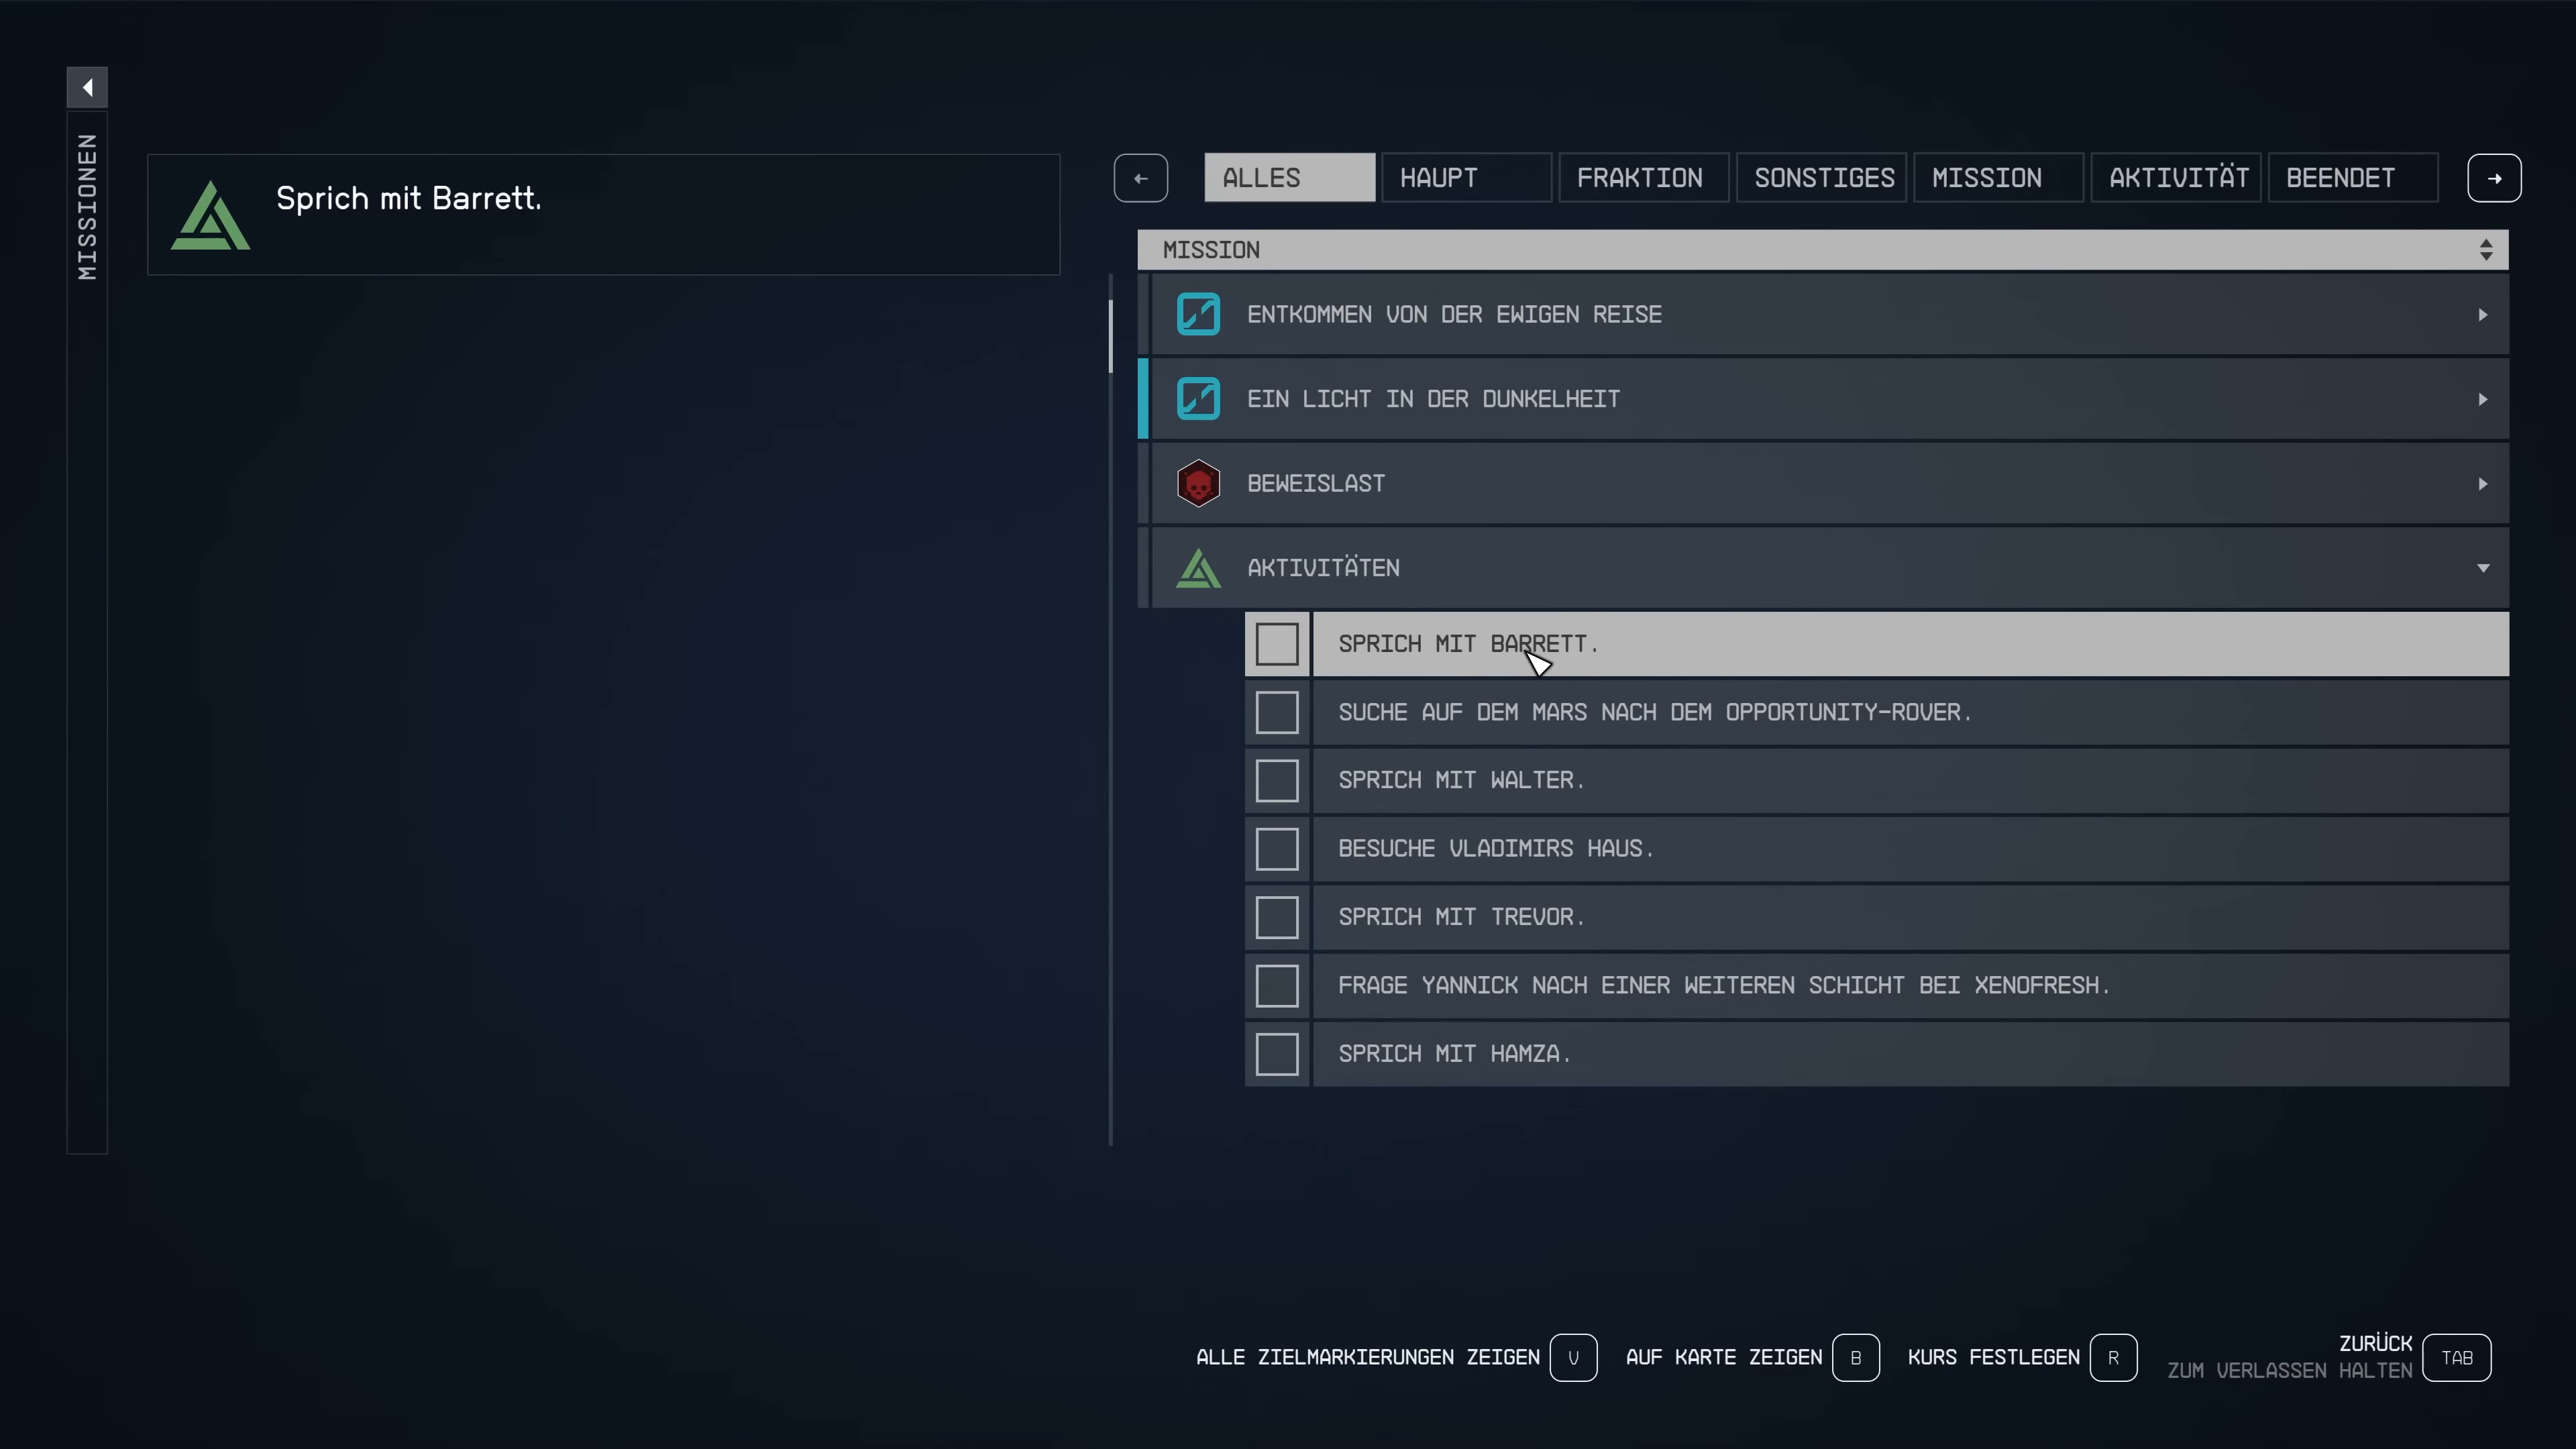 MISSIONEN
Sprich mit Barrett.
ALLES
HAUPT
FRAKTION
SONSTIGES
MISSION
AKTIVITÄT
BEENDET
MISSION
ENTKOMMEN VON DER EWIGEN REISE
EIN LICHT IN DER DUNKELHEIT
BEWEISLAST
AKTIVITÄTEN
SPRICH MIT BARRETT.
SUCHE AUF DEM MARS NACH DEM OPPORTUNITY-ROVER.
SPRICH MIT WALTER.
BESUCHE VLADIMIRS HAUS.
SPRICH MIT TREVOR.
FRAGE YANNICK NACH EINER WEITEREN SCHICHT BEI XENOFRESH.
SPRICH MIT HAMZA.
ALLE ZIELMARKIERUNGEN ZEIGEN V
AUF KARTE ZEIGEN B
KURS FESTLEGEN R
ZURÜCK
ZUM VERLASSEN HALTEN TAB